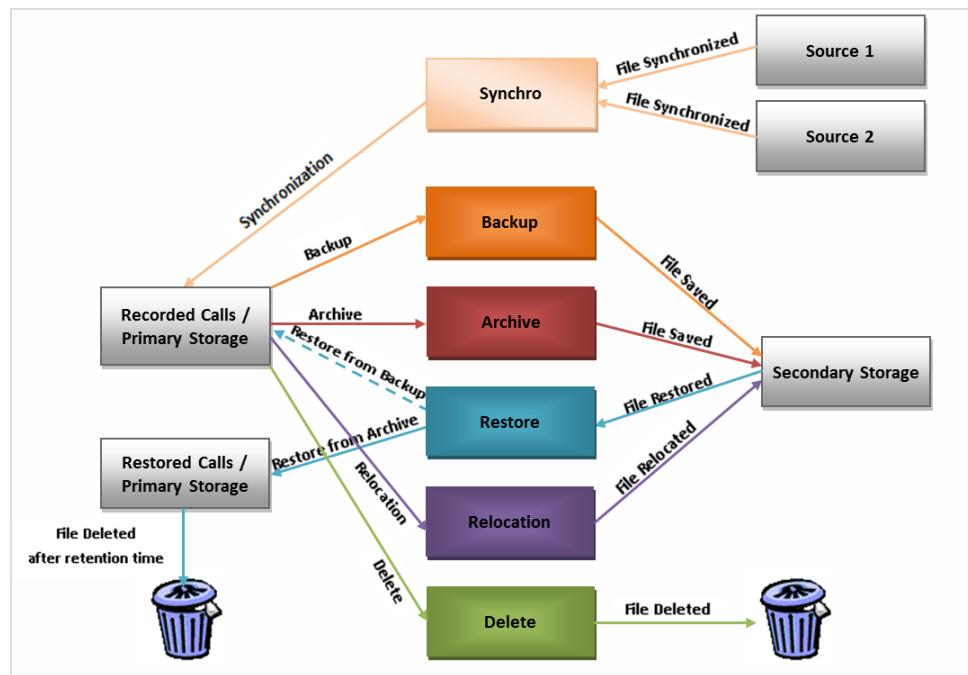 Source 1
File Synchronized
Synchro
File Synchronized
Source 2
Synchronization
Backup
Backup
File Saved
Recorded Calls /
Primary Storage
Archive
Archive
File Saved
Restore from Backup
Secondary Storage
File Restored
Restore
Restore from Archive
Restored Calls /
Primary Storage
Relocation
Relocation
File Relocated
File Deleted
after retention time
Delete
Delete
File Deleted